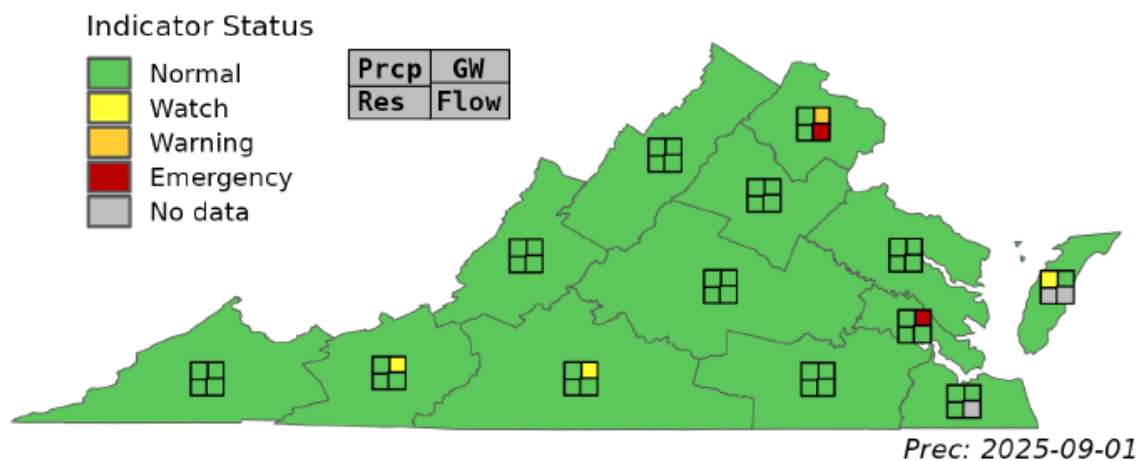 Indicator Status
Normal
Watch
Warning
Emergency
No data
Prcp GW
Res Flow
Prec: 2025-09-01